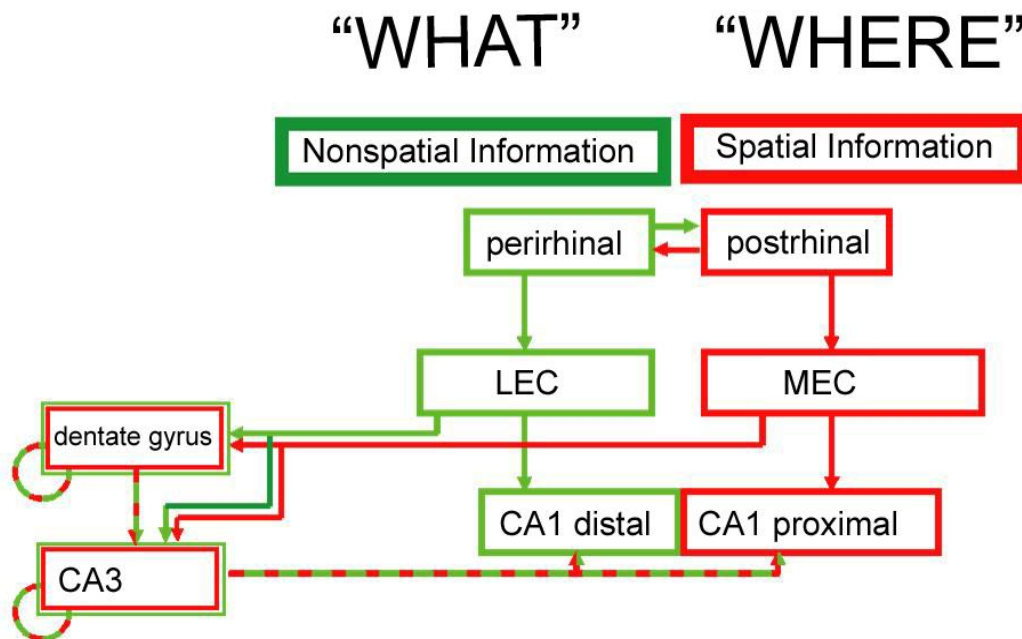 “WHAT” “WHERE”
Nonspatial Information
Spatial Information
perirhinal
postrhinal
LEC
MEC
dentate gyrus
CA1 distal
CA1 proximal
CA3